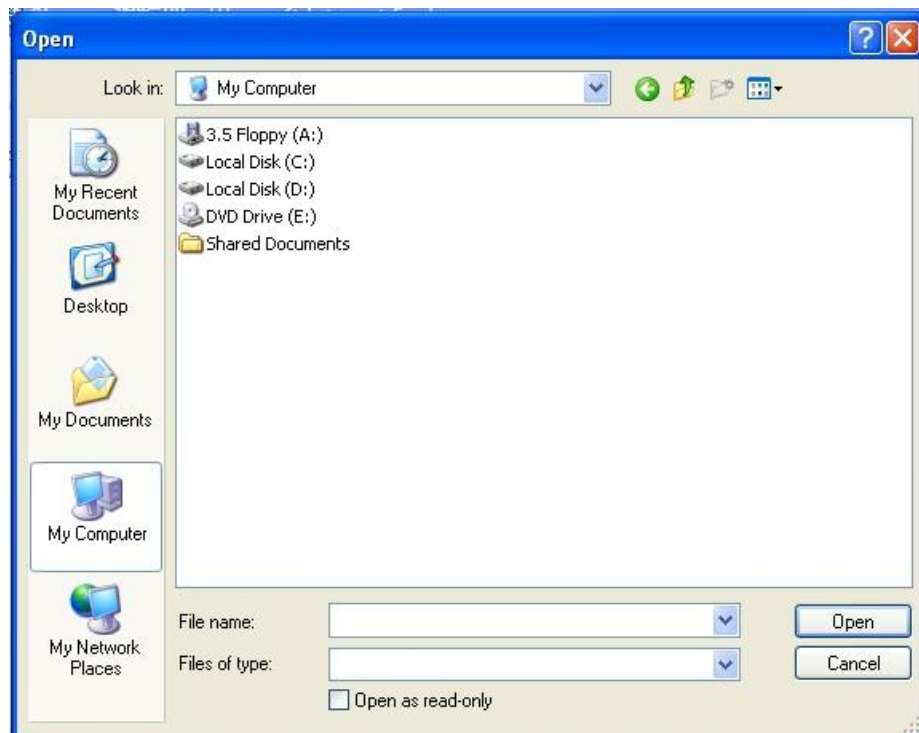 Open
Look in:
My Computer
3.5 Floppy (A:)
Local Disk (C:)
Local Disk (D:)
DVD Drive (E:)
Shared Documents
My Recent
Documents
Desktop
My Documents
My Computer
My Network
Places
File name:
Open
Files of type:
Cancel
Open as read-only